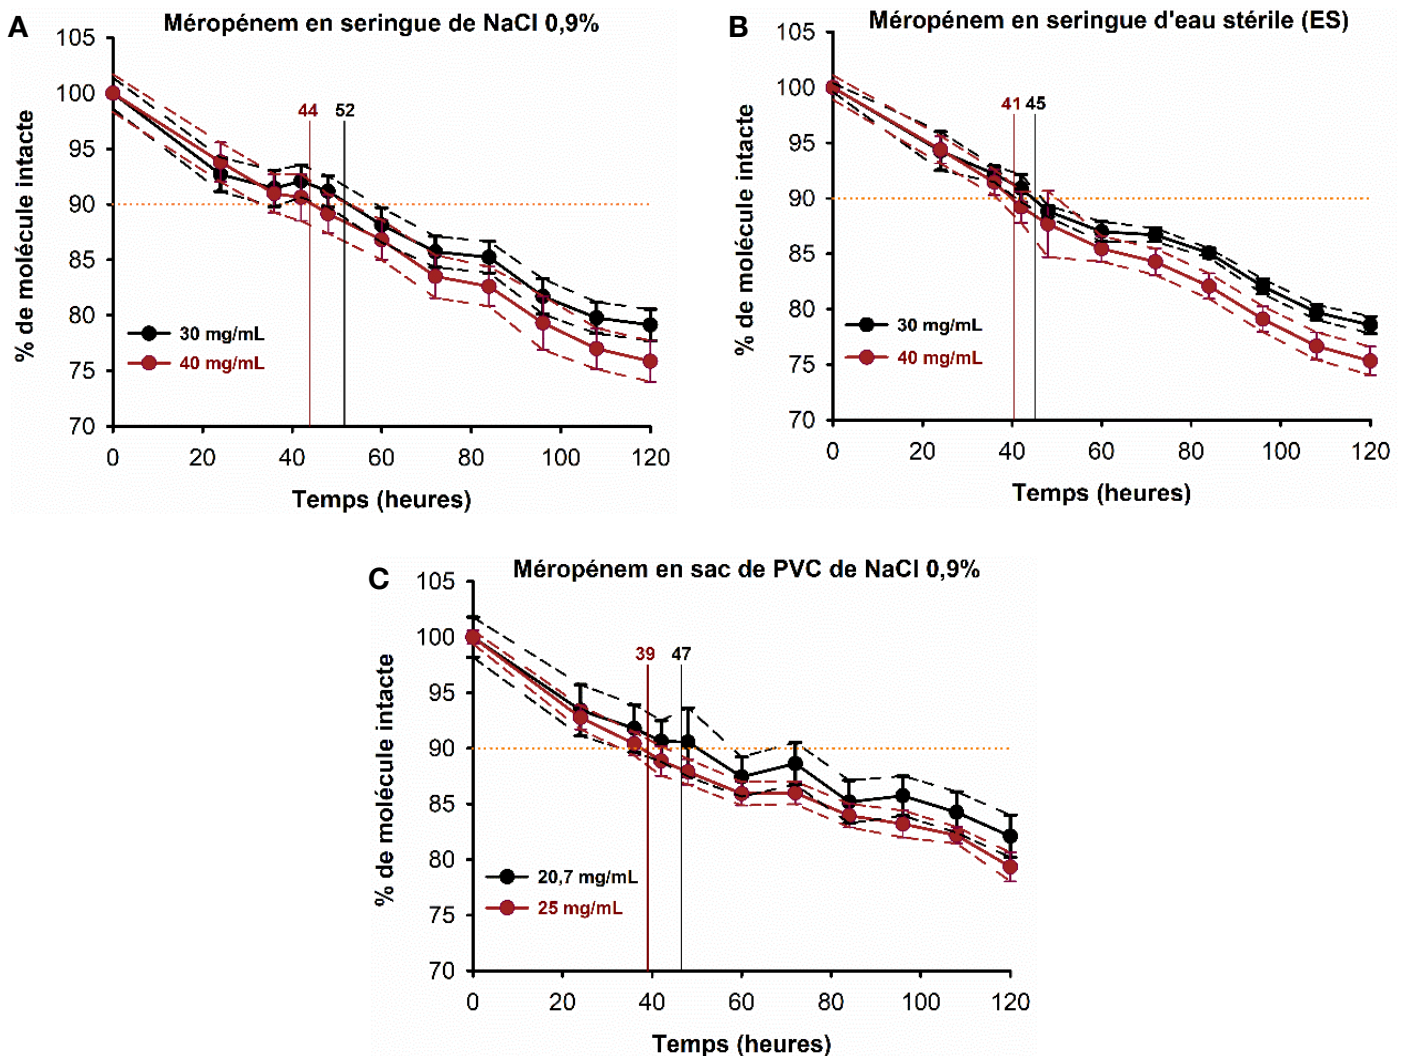 A
Méropénem en seringue de NaCl 0,9%
105
100
95
90
85
80
75
70
% de molécule intacte
44
52
30 mg/mL
40 mg/mL
0
20
40
60
80
100
120
Temps (heures)
B
Méropénem en seringue d'eau stérile (ES)
105
100
95
90
85
80
75
70
% de molécule intacte
41
45
30 mg/mL
40 mg/mL
0
20
40
60
80
100
120
Temps (heures)
C
Méropénem en sac de PVC de NaCl 0,9%
105
100
95
90
85
80
75
70
% de molécule intacte
39
47
20,7 mg/mL
25 mg/mL
0
20
40
60
80
100
120
Temps (heures)